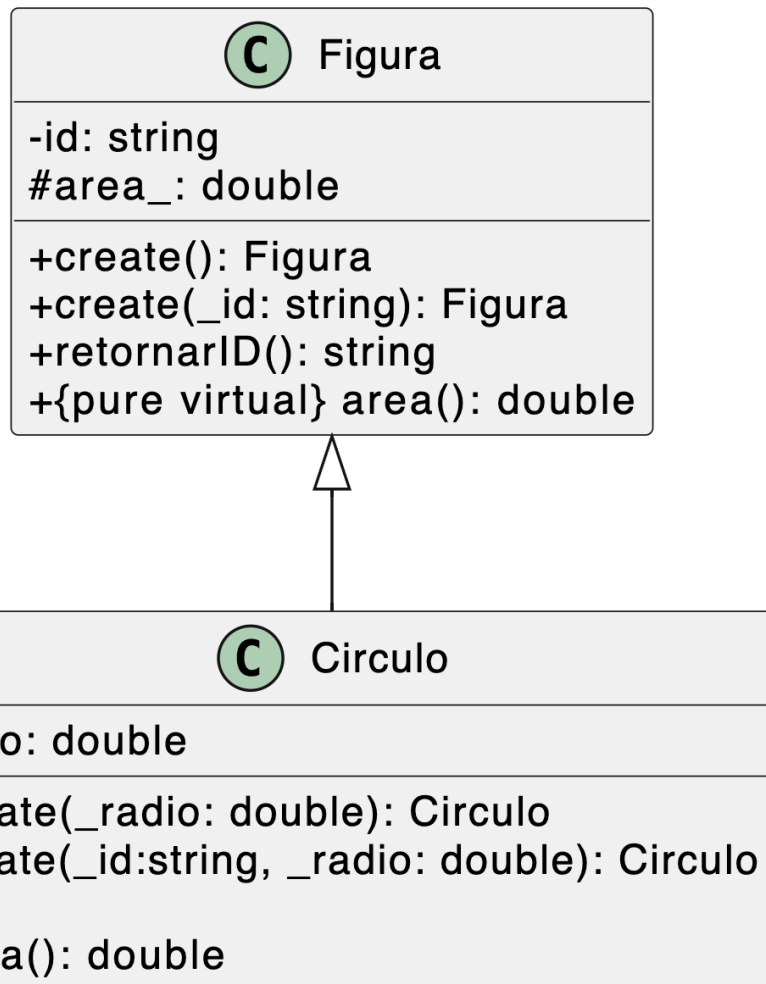 C Figura
-id: string
#area_: double
+create(): Figura
+create(_id: string): Figura
+retornarID(): string
+{pure virtual} area(): double
C Circulo
o: double
ate(_radio: double): Circulo
ate(_id:string, _radio: double): Circulo
a(): double